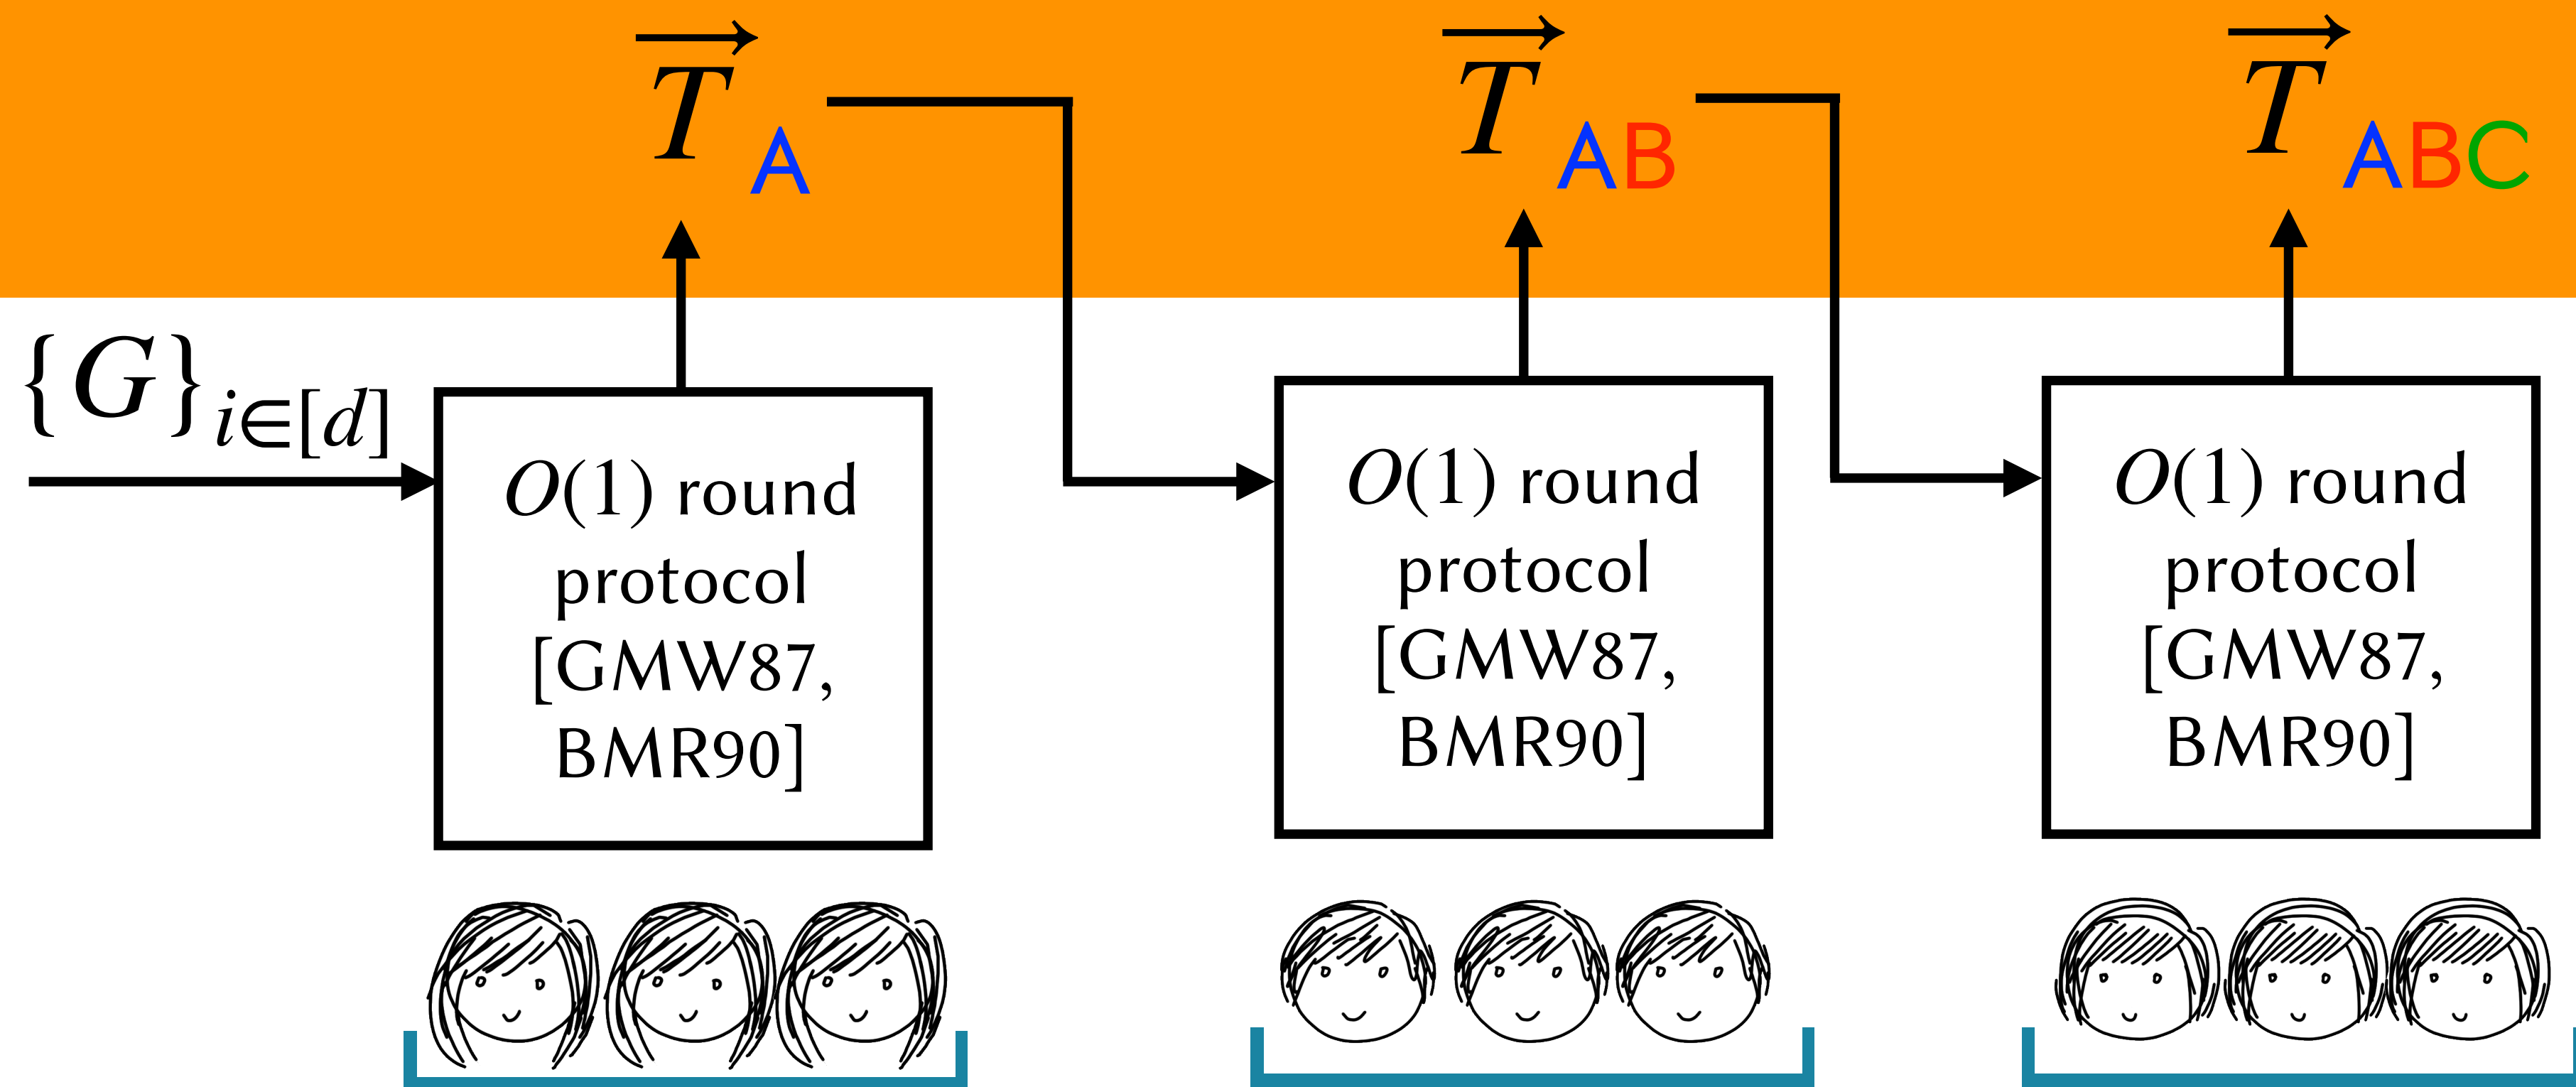 T⃗ A
T⃗ AB
T⃗ ABC
{G} i∈[d]
O(1) round
protocol
[GMW87,
BMR90]
O(1) round
protocol
[GMW87,
BMR90]
O(1) round
protocol
[GMW87,
BMR90]